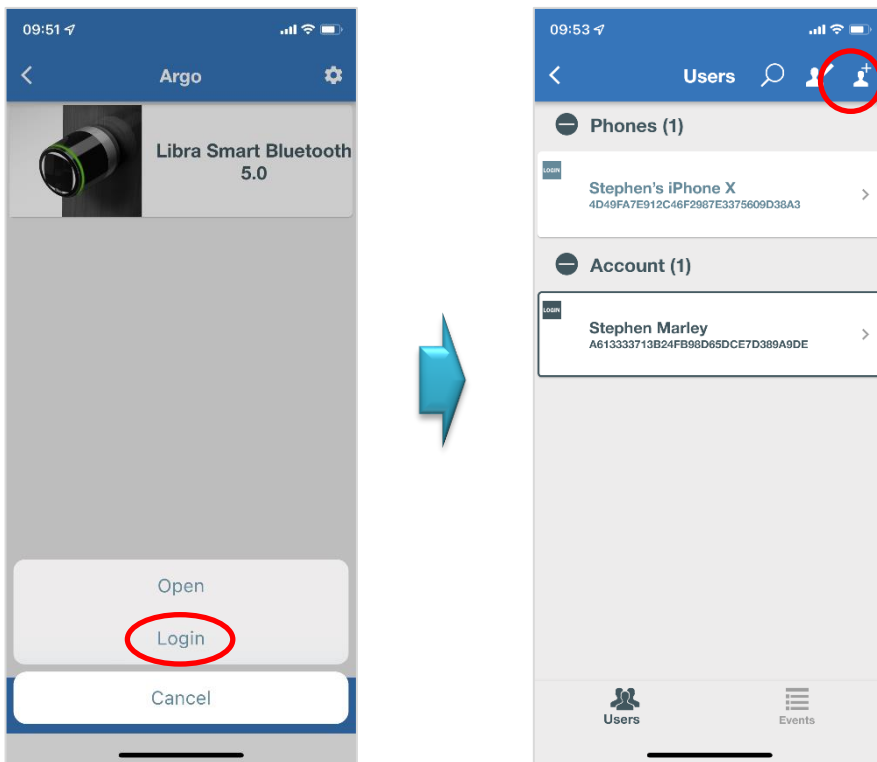 09:51
Argo
Libra Smart Bluetooth
5.0
Open
Login
Cancel
09:53
Users
Phones (1)
LOGIN
Stephen's iPhone X
4D49FA7E912C46F2987E3375609D38A3
Account (1)
LOGIN
Stephen Marley
A613333713B24FB98D65DCE7D389A9DE
Users
Events